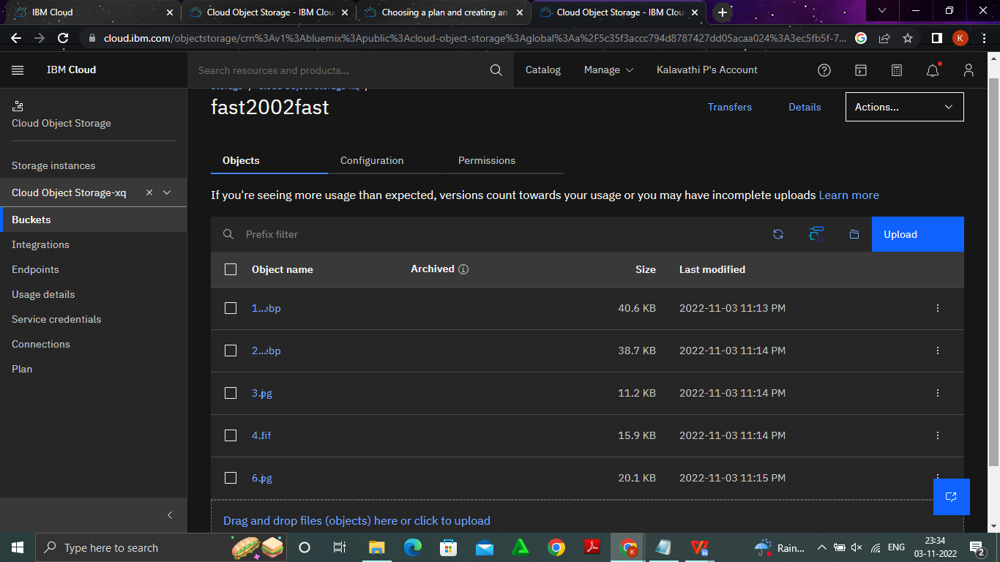 IBM Cloud
Cloud Object Storage - IBM Clou
Choosing a plan and creating an
Cloud Object Storage - IBM Clou
cloud.ibm.com/objectstorage/crn%3Av1%3Abluemix%3Apublic%3Acloud-object-storage%3Aglobal%3Aa%2F5c35f3accc794d8787427dd05acaa024%3A3ec5fb5f-7...
K
IBM Cloud
Search resources and products...
Catalog
Manage
Kalavathi P's Account
Cloud Object Storage
Storage instances
Cloud Object Storage-xq
Buckets
Integrations
Endpoints
Usage details
Service credentials
Connections
Plan
fast2002fast
Transfers
Details
Actions...
Objects
Configuration
Permissions
If you're seeing more usage than expected, versions count towards your usage or you may have incomplete uploads Learn more
Prefix filter
Upload
Object name
Archived
Size
Last modified
1...ebp
40.6 KB
2022-11-03 11:13 PM
2...ebp
38.7 KB
2022-11-03 11:14 PM
3.jpg
11.2 KB
2022-11-03 11:14 PM
4.fif
15.9 KB
2022-11-03 11:14 PM
6.jpg
20.1 KB
2022-11-03 11:15 PM
Drag and drop files (objects) here or click to upload
Type here to search
K
Rain...
ENG
23:34
03-11-2022
2